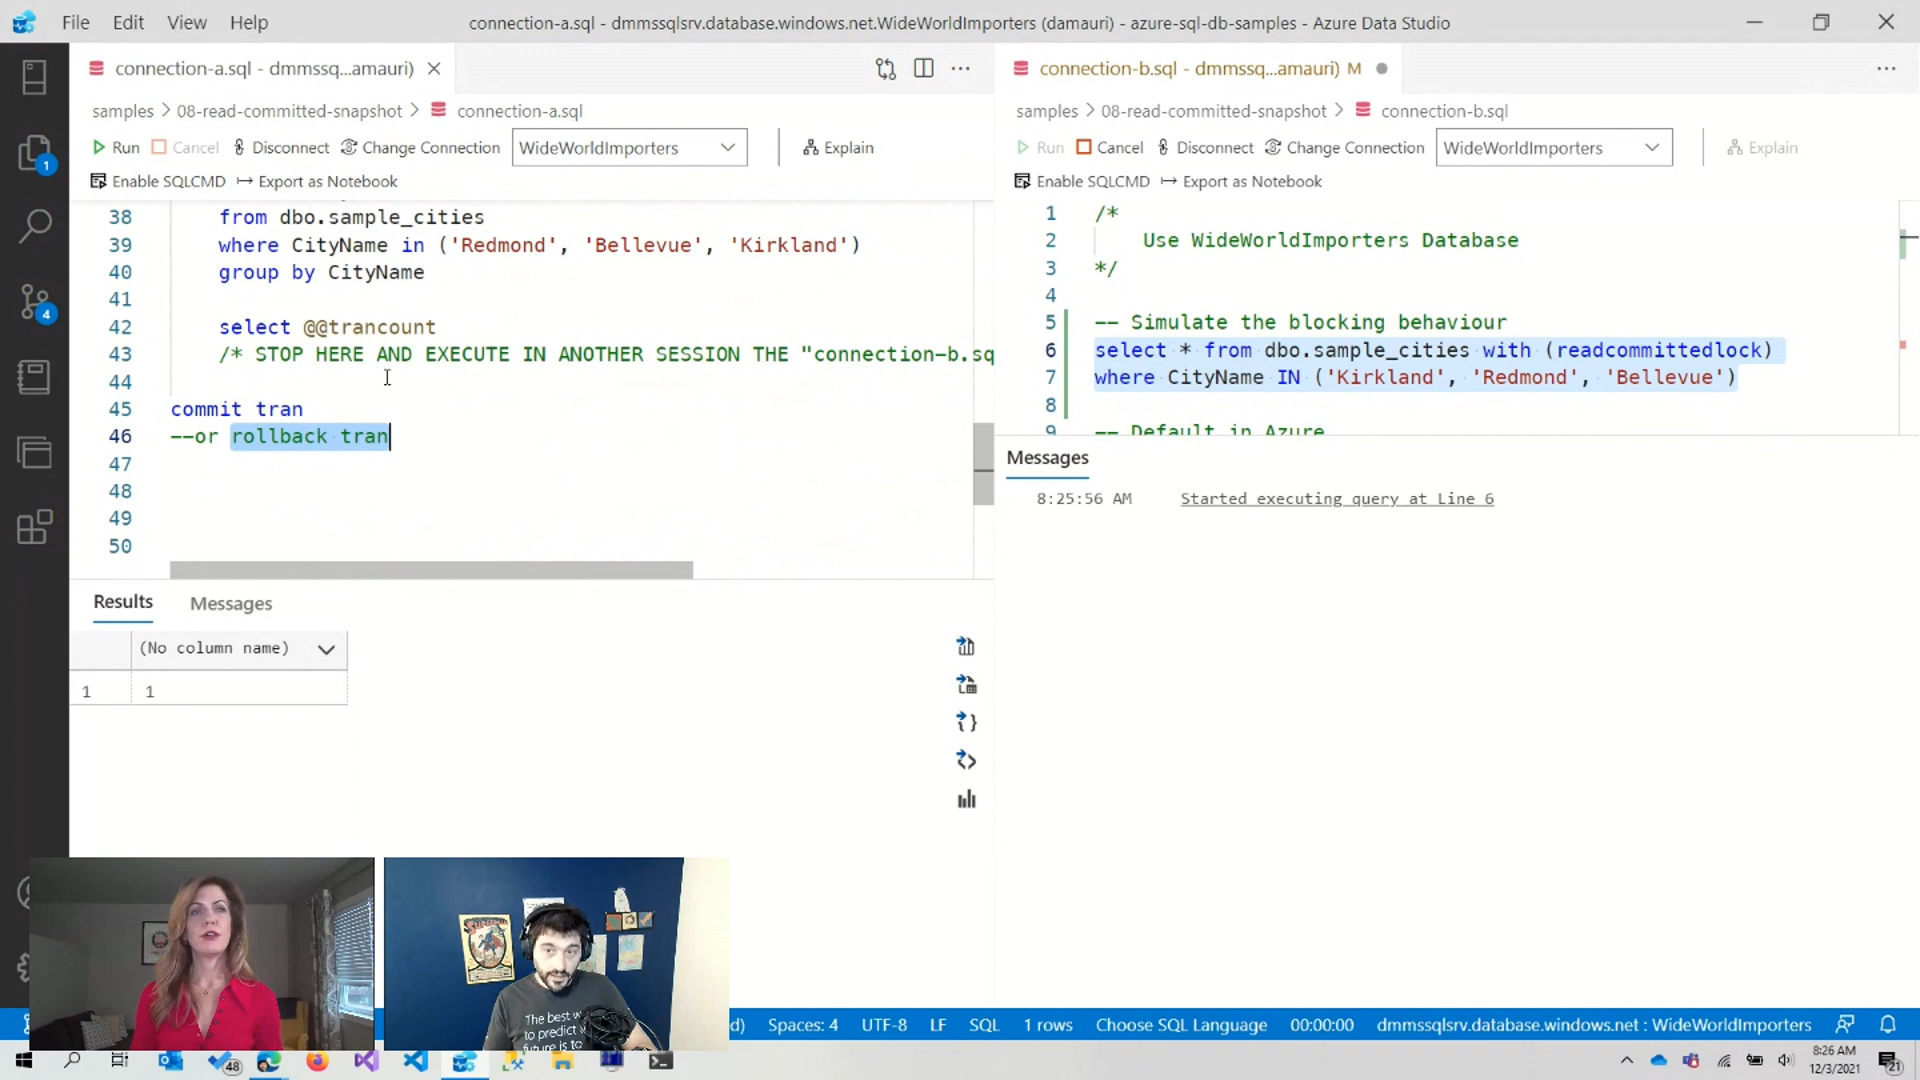 File Edit View Help
connection-a.sql - dmmssqlsrv.database.windows.net.WideWorldImporters (damauri) - azure-sql-db-samples - Azure Data Studio
connection-a.sql - dmmssq...amauri)
samples > 08-read-committed-snapshot > connection-a.sql
Run Cancel Disconnect Change Connection WideWorldImporters Explain
Enable SQLCMD Export as Notebook
38 from dbo.sample_cities
39 where CityName in ('Redmond', 'Bellevue', 'Kirkland')
40 group by CityName
41
42 select @@trancount
43 /* STOP HERE AND EXECUTE IN ANOTHER SESSION THE "connection-b.sq
44
45 commit tran
46 --or rollback tran
47
48
49
50
Results Messages
(No column name)
1 1
connection-b.sql - dmmssq...amauri) M
samples > 08-read-committed-snapshot > connection-b.sql
Run Cancel Disconnect Change Connection WideWorldImporters Explain
Enable SQLCMD Export as Notebook
1 /*
2 Use WideWorldImporters Database
3 */
4
5 -- Simulate the blocking behaviour
6 select * from dbo.sample_cities with (readcommittedlock)
7 where CityName IN ('Kirkland', 'Redmond', 'Bellevue')
8
9 -- Default in Azure
Messages
8:25:56 AM Started executing query at Line 6
1
4
SUPERMAN
The best w
to predict
future is to
d) Spaces: 4 UTF-8 LF SQL 1 rows Choose SQL Language 00:00:00 dmmssqlsrv.database.windows.net : WideWorldImporters
48
8:26 AM
12/3/2021
21